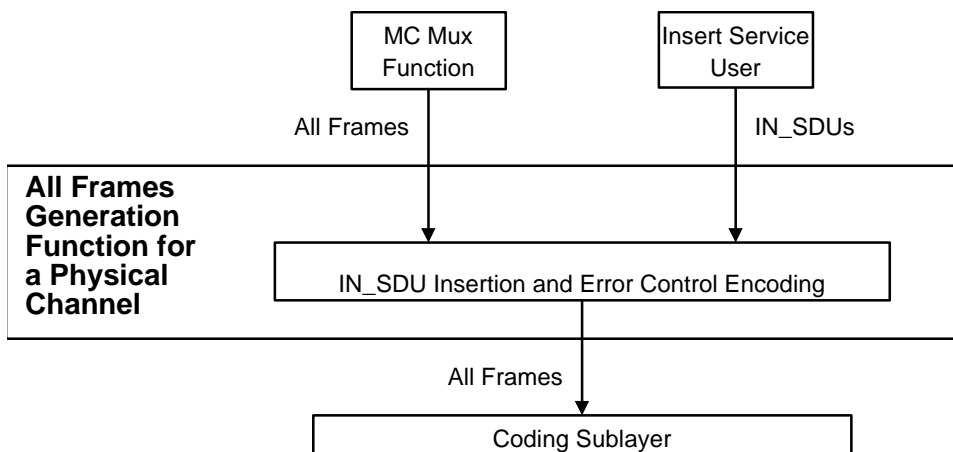 MC Mux
Function
Insert Service
User
All Frames
IN_SDUs
All Frames
Generation
Function for
a Physical
Channel
IN_SDU Insertion and Error Control Encoding
All Frames
Coding Sublayer